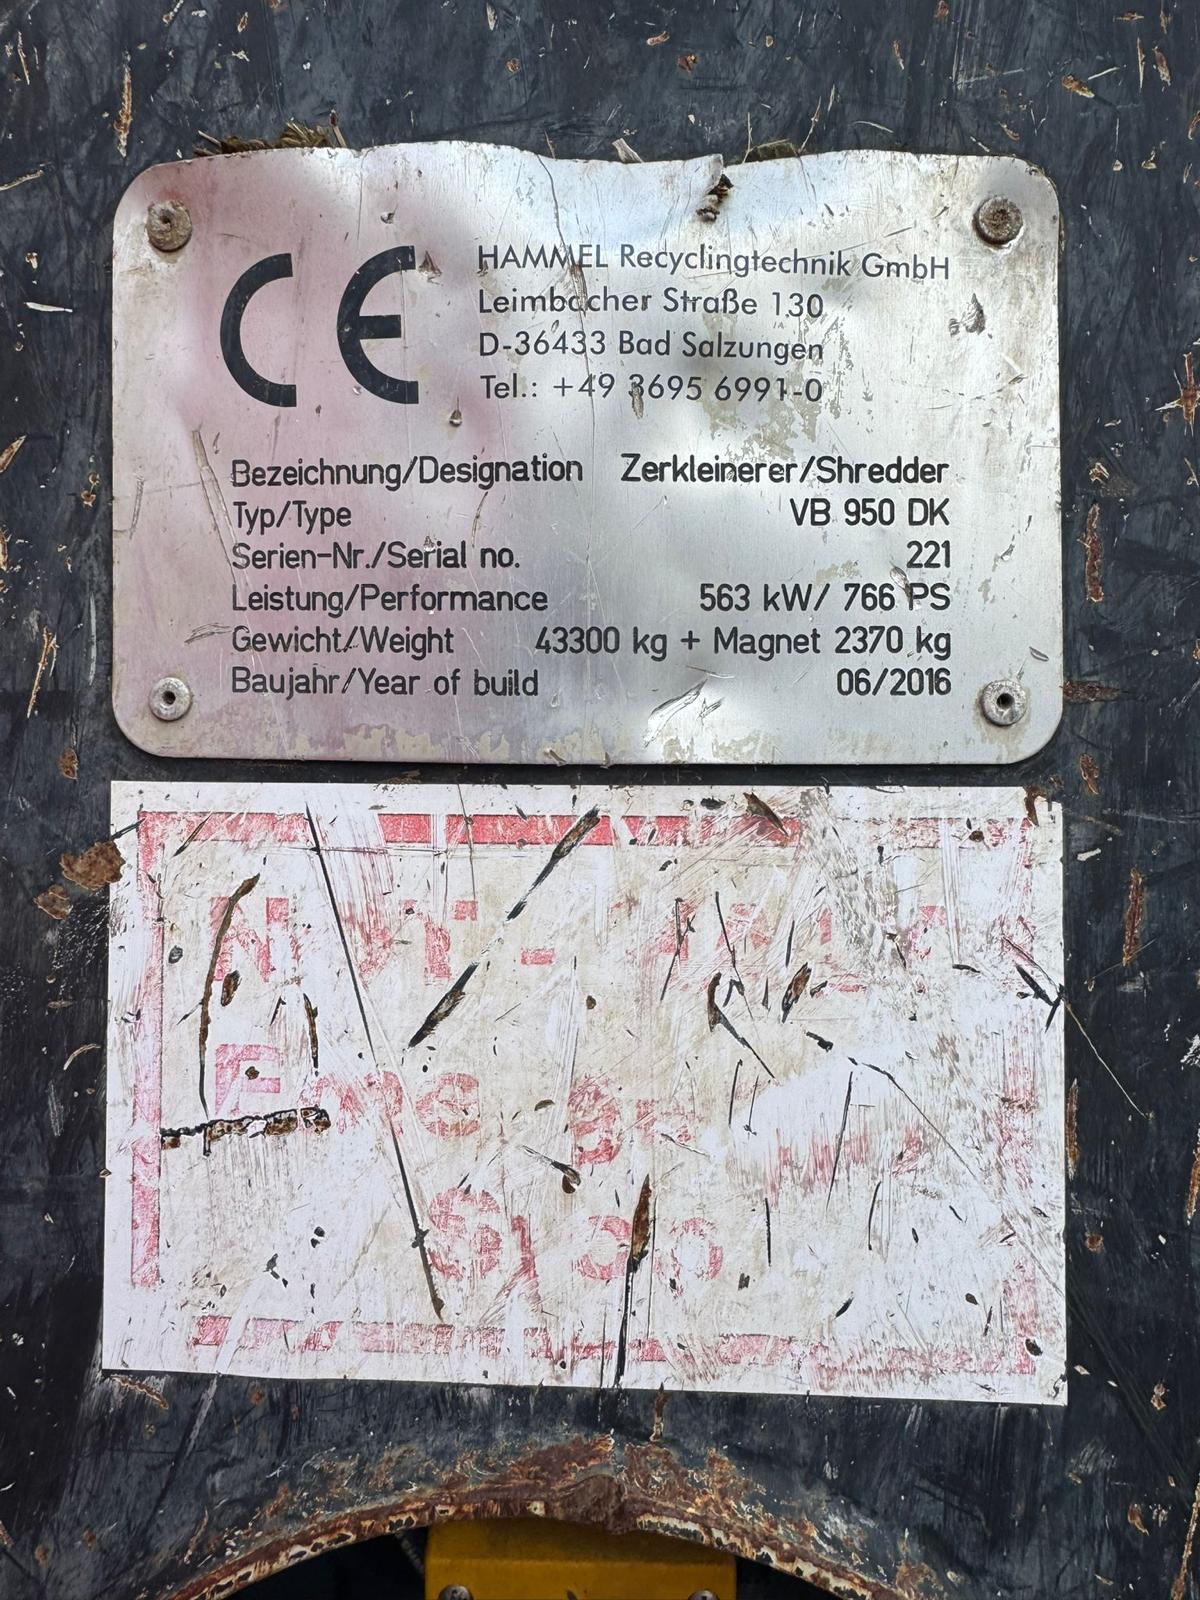 CE
HAMMEL Recyclingtechnik GmbH
Leimbacher Straße 130
D-36433 Bad Salzungen
Tel.: +49 3695 6991-0
Bezeichnung/Designation Zerkleinerer/Shredder
Typ/Type VB 950 DK
Serien-Nr./Serial no. 221
Leistung/Performance 563 kW/ 766 PS
Gewicht/Weight 43300 kg + Magnet 2370 kg
Baujahr/Year of build 06/2016
Stop